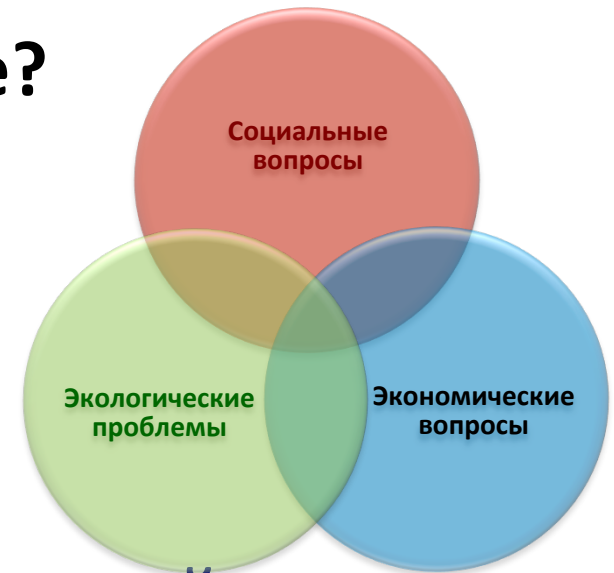 е?
Социальные
вопросы
Экологические
проблемы
Экономические
вопросы